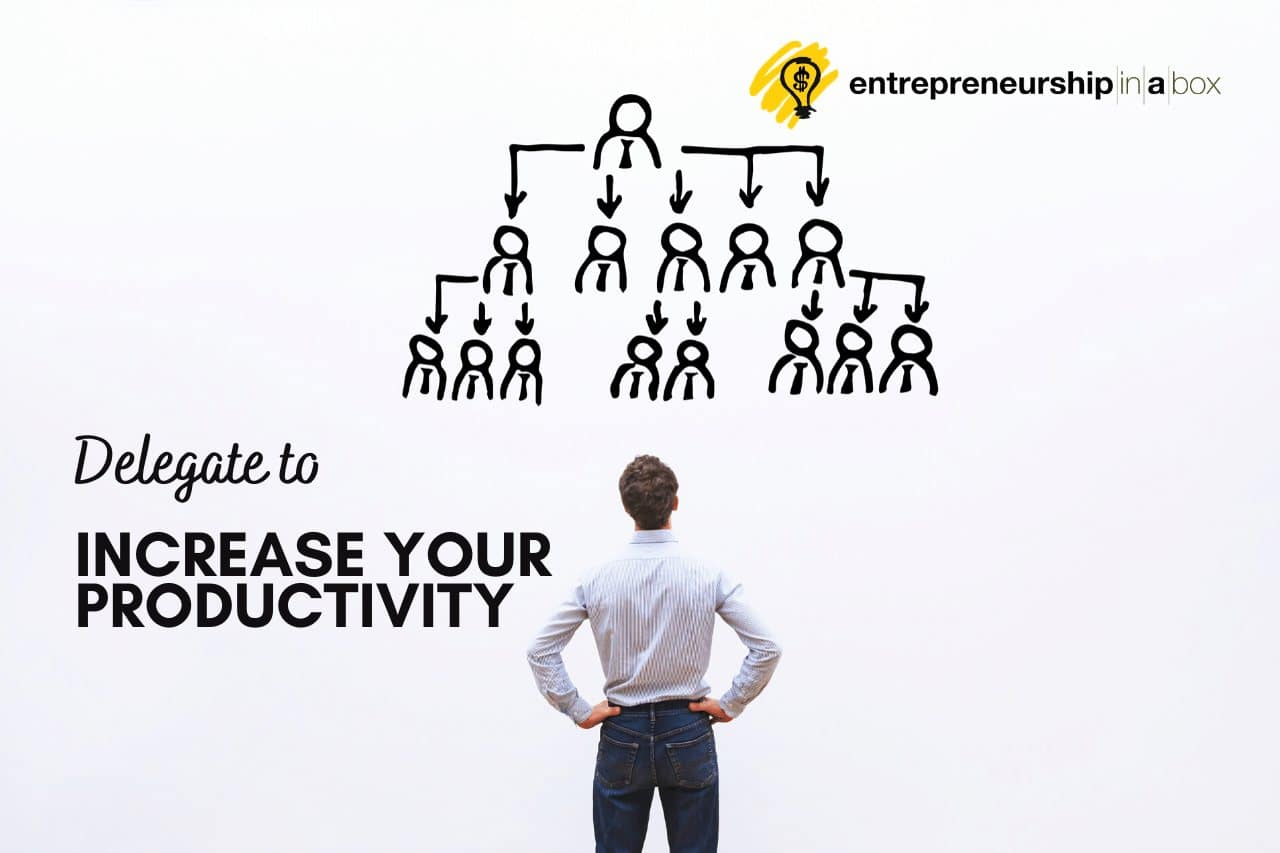 entrepreneurship|in|a|box
Delegate to
INCREASE YOUR
PRODUCTIVITY